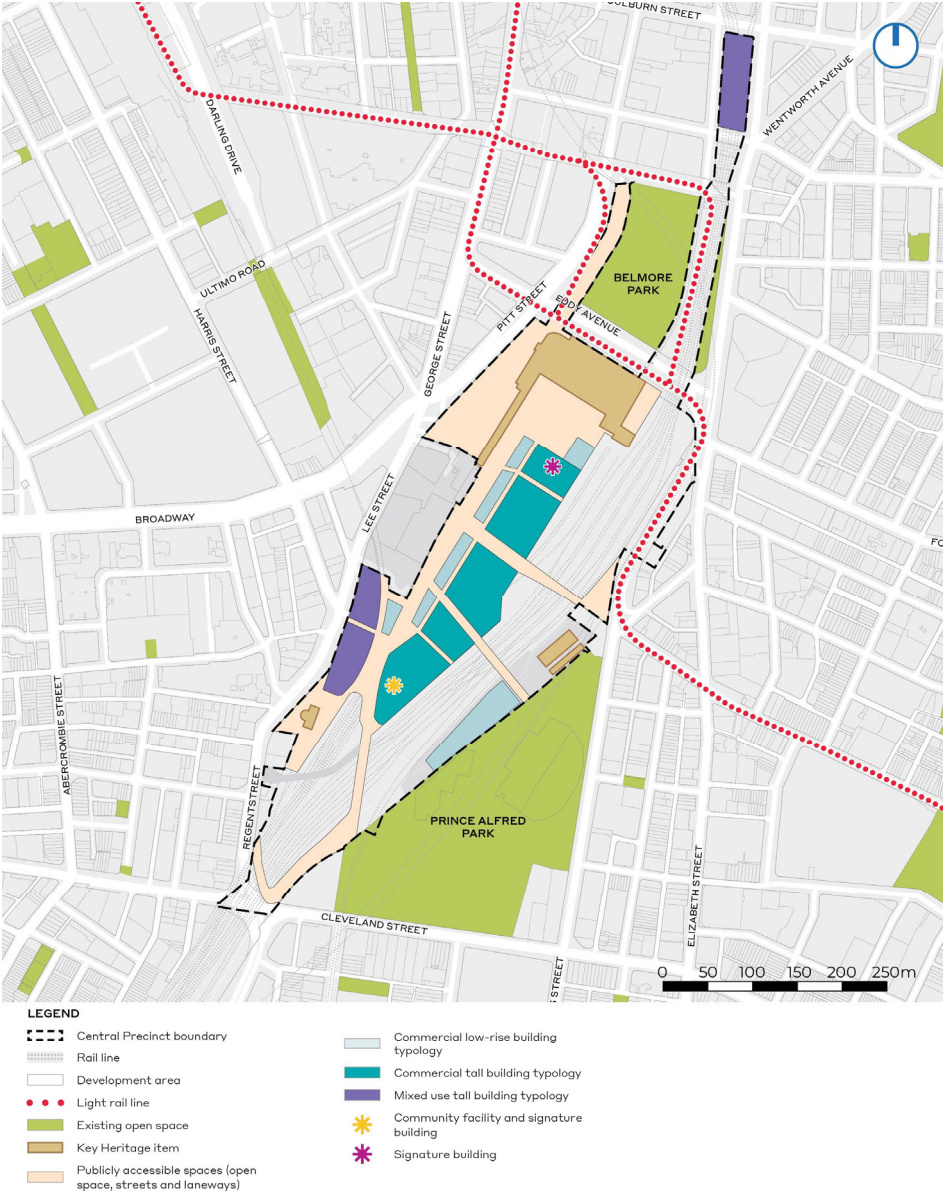 GOULBURN STREET
WENTWORTH AVENUE
DARLING DRIVE
BELMORE
PARK
ULTIMO ROAD
PITT STREET
EDDY AVENUE
HARRIS STREET
GEORGE STREET
LEE STREET
BROADWAY
FO
ABERCROMBIE STREET
REGENT STREET
PRINCE ALFRED
PARK
ELIZABETH STREET
CLEVELAND STREET
S STREET
0 50 100 150 200 250m
LEGEND
Central Precinct boundary
Rail line
Development area
Light rail line
Existing open space
Key Heritage item
Publicly accessible spaces (open
space, streets and laneways)
Commercial low-rise building
typology
Commercial tall building typology
Mixed use tall building typology
Community facility and signature
building
Signature building